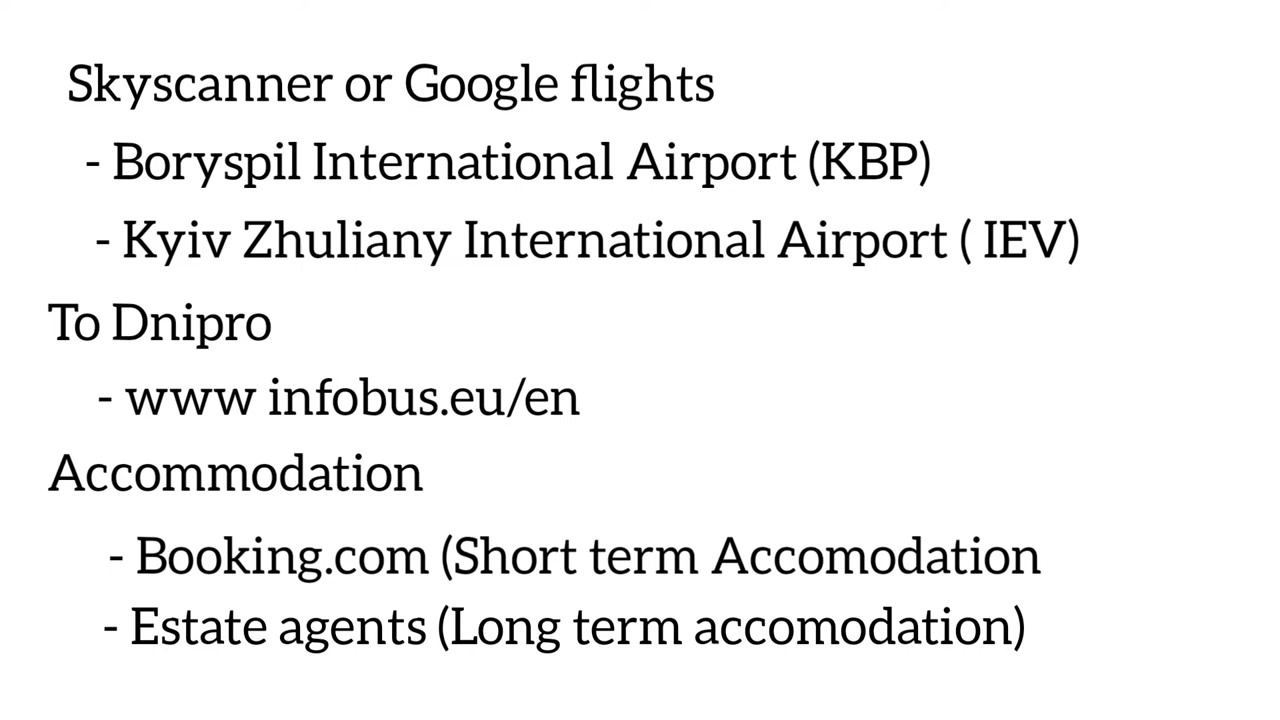 Skyscanner or Google flights
- Boryspil International Airport (KBP)
- Kyiv Zhuliany International Airport ( IEV)
To Dnipro
- www infobus.eu/en
Accommodation
- Booking.com (Short term Accomodation
- Estate agents (Long term accomodation)